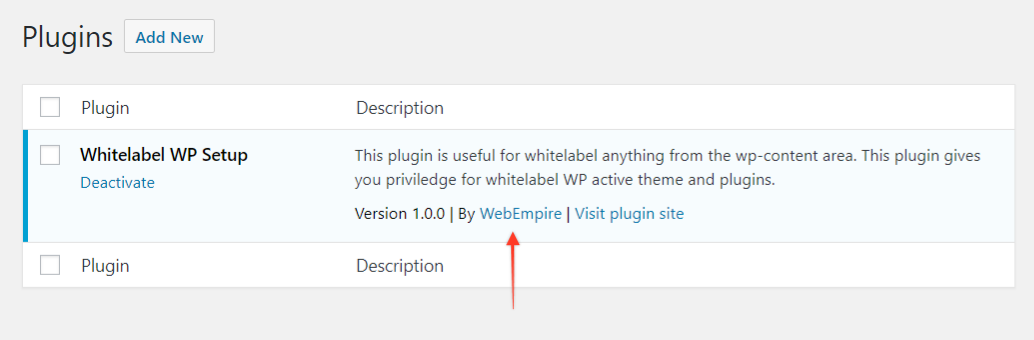 Plugins Add New
Plugin Description
Whitelabel WP Setup
Deactivate
This plugin is useful for whitelabel anything from the wp-content area. This plugin gives
you priviledge for whitelabel WP active theme and plugins.
Version 1.0.0 | By WebEmpire | Visit plugin site
Plugin Description